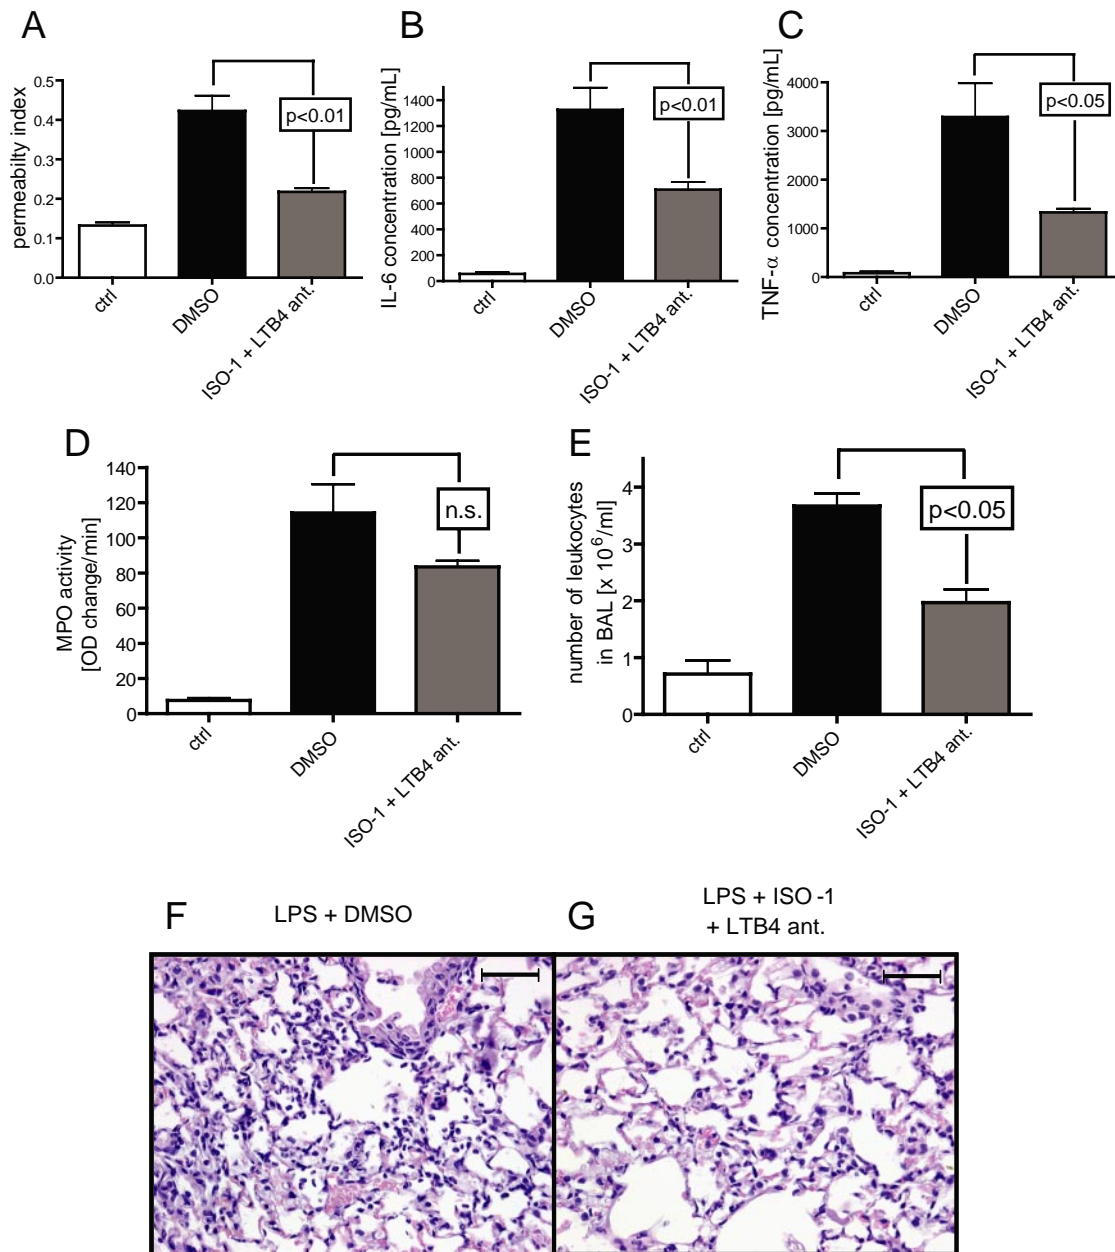 A
permeabilty index
0.5
0.4
0.3
0.2
0.1
0.0
p<0.01
ctrl
DMSO
ISO-1 + LTB4 ant.
B
IL-6 concentration [pg/mL]
1400
1200
1000
800
600
400
200
0
p<0.01
ctrl
DMSO
ISO-1 + LTB4 ant.
C
TNF-α concentration [pg/mL]
4000
3000
2000
1000
0
p<0.05
ctrl
DMSO
ISO-1 + LTB4 ant.
D
MPO activity
[OD change/min]
140
120
100
80
60
40
20
0
n.s.
ctrl
DMSO
ISO-1 + LTB4 ant.
E
number of leukocytes
in BAL [x 10⁶/ml]
4
3
2
1
0
p<0.05
ctrl
DMSO
ISO-1 + LTB4 ant.
F
LPS + DMSO
G
LPS + ISO-1
+ LTB4 ant.